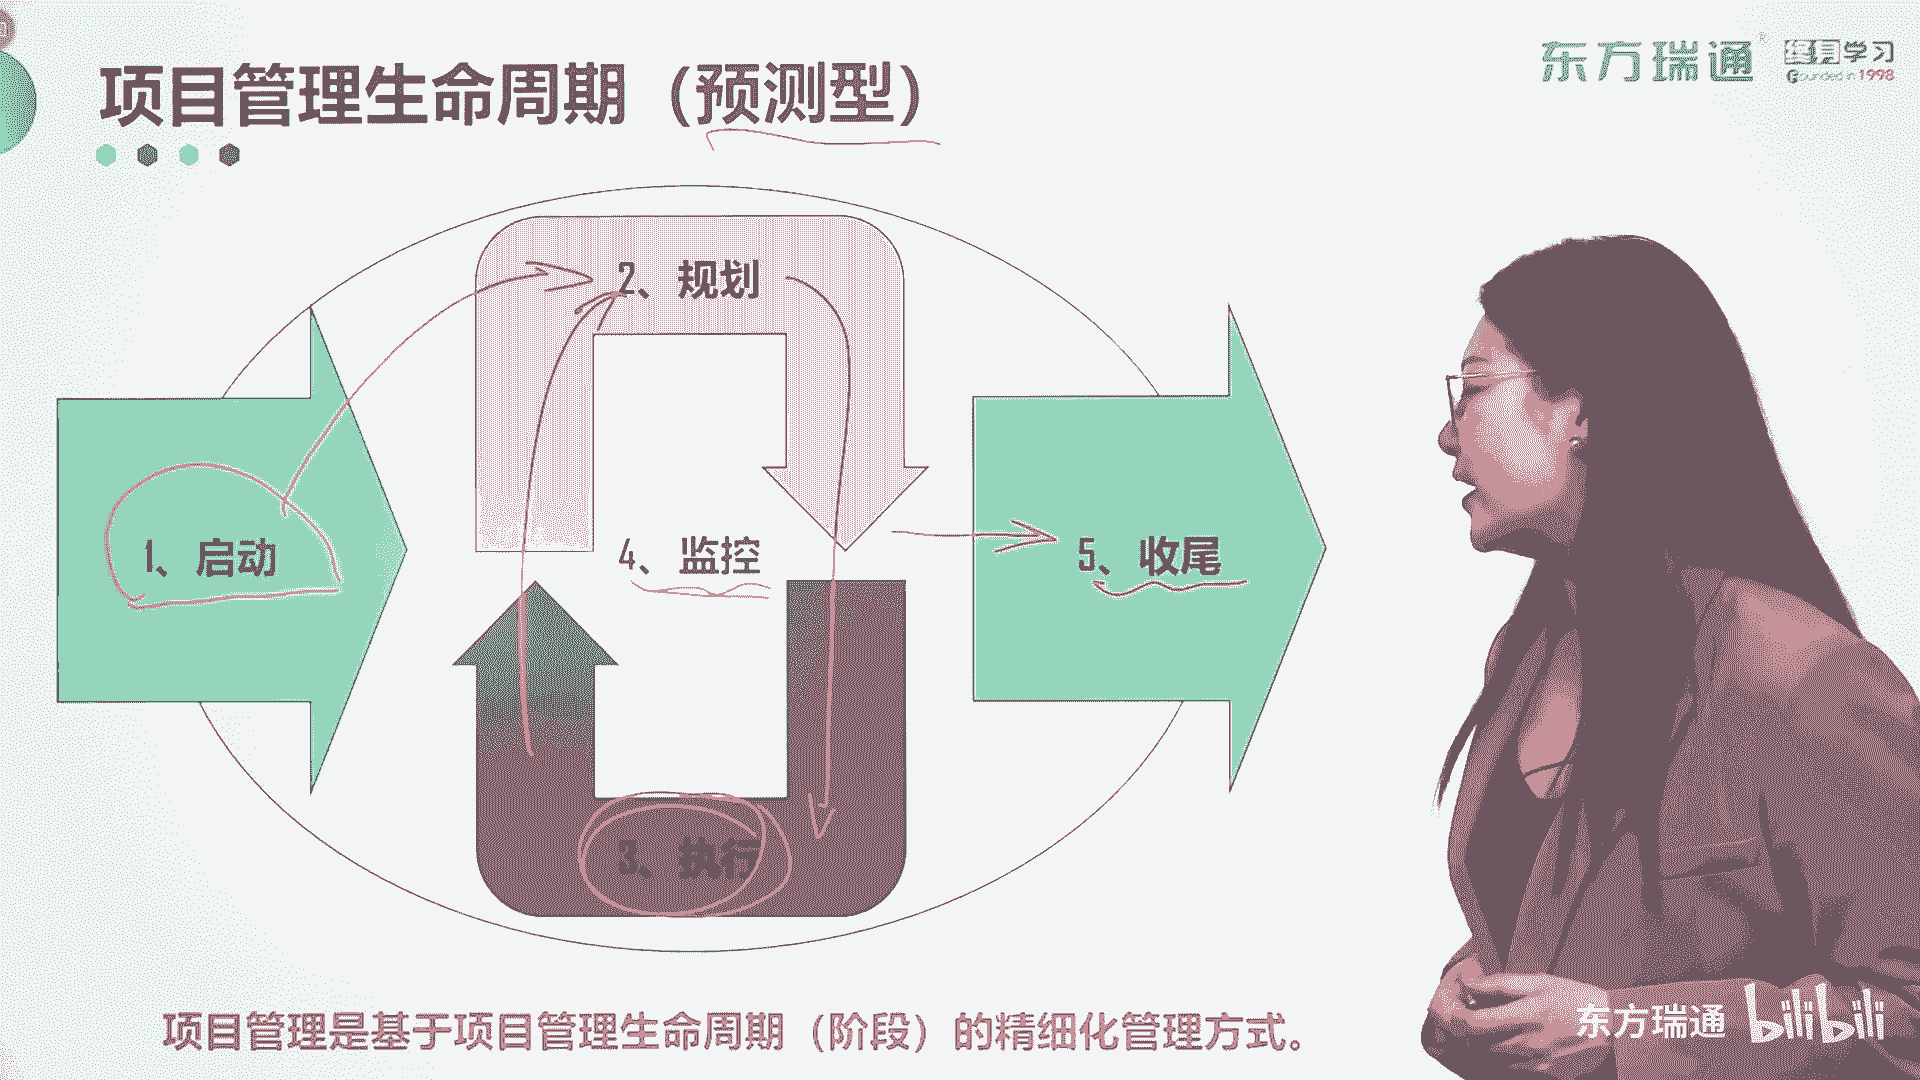 项目管理生命周期（预测型）
东方瑞通® 终身学习
Founded in 1998
2、规划
1、启动
4、监控
5、收尾
3、执行
项目管理是基于项目管理生命周期（阶段）的精细化管理方式。
东方瑞通 bilibili